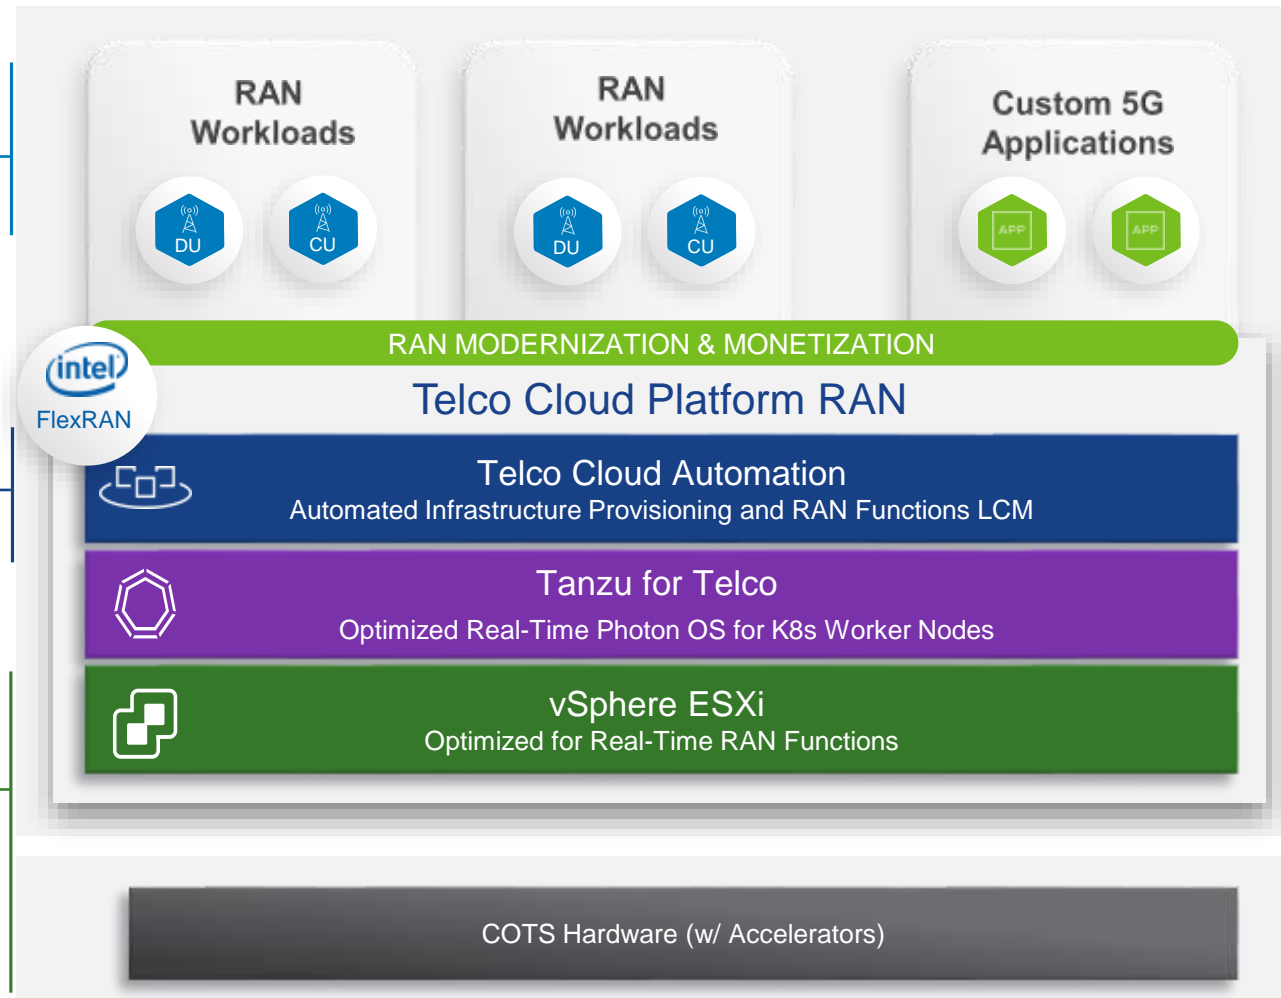 RAN
Workloads
DU
CU
RAN
Workloads
DU
CU
Custom 5G
Applications
APP
APP
RAN MODERNIZATION & MONETIZATION
intel
FlexRAN
Telco Cloud Platform RAN
Telco Cloud Automation
Automated Infrastructure Provisioning and RAN Functions LCM
Tanzu for Telco
Optimized Real-Time Photon OS for K8s Worker Nodes
vSphere ESXi
Optimized for Real-Time RAN Functions
COTS Hardware (w/ Accelerators)